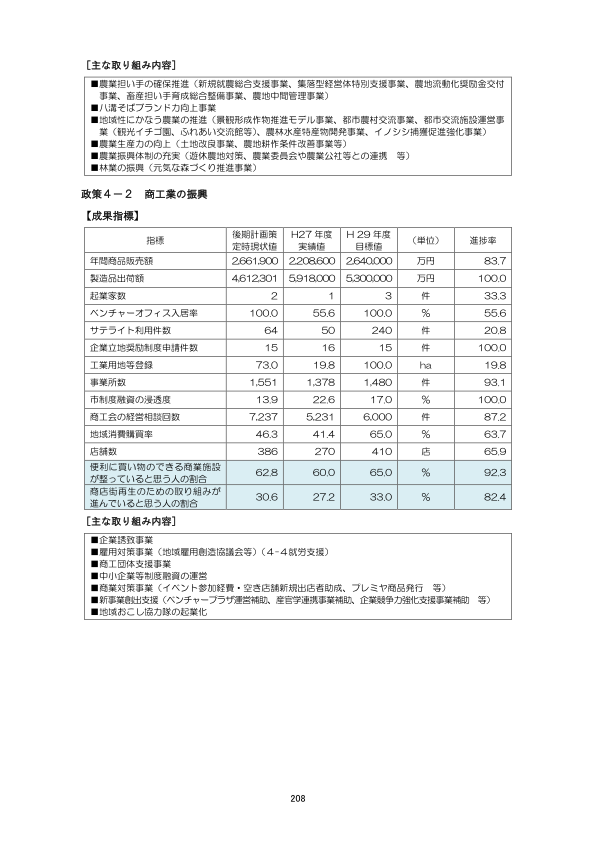 ［主な取り組み内容］
■農業担い手の確保推進（新規就農総合支援事業、集落型経営体特別支援事業、農地流動化奨励金交付
事業、畜産担い手育成総合整備事業、農地中間管理事業）
■八溝そばブランド力向上事業
■地域性にかなう農業の推進（景観形成作物推進モデル事業、都市農村交流事業、都市交流施設運営事
業（観光イチゴ園、ふれあい交流館等）、農林水産特産物開発事業、イノシシ捕獲促進強化事業）
■農業生産力の向上（土地改良事業、農地耕作条件改善事業等）
■農業振興体制の充実（遊休農地対策、農業委員会や農業公社等との連携　等）
■林業の振興（元気な森づくり推進事業）
政策４－２　商工業の振興
【成果指標】
指標 後期計画策定時現状値 H27 年度実績値 H 29 年度目標値 （単位） 進捗率
年間商品販売額 2,661,900 2,208,600 2,640,000 万円 83.7
製造品出荷額 4,612,301 5,918,000 5,300,000 万円 100.0
起業家数 2 1 3 件 33.3
ベンチャーオフィス入居率 100.0 55.6 100.0 % 55.6
サテライト利用件数 64 50 240 件 20.8
企業立地奨励制度申請件数 15 16 15 件 100.0
工業用地等登録 73.0 19.8 100.0 ha 19.8
事業所数 1,551 1,378 1,480 件 93.1
市制度融資の浸透度 13.9 22.6 17.0 % 100.0
商工会の経営相談回数 7,237 5,231 6,000 件 87.2
地域消費購買率 46.3 41.4 65.0 % 63.7
店舗数 386 270 410 店 65.9
便利に買い物のできる商業施設が整っていると思う人の割合 62.8 60.0 65.0 % 92.3
商店街再生のための取り組みが進んでいると思う人の割合 30.6 27.2 33.0 % 82.4
［主な取り組み内容］
■企業誘致事業
■雇用対策事業（地域雇用創造協議会等）（４-４就労支援）
■商工団体支援事業
■中小企業等制度融資の運営
■商業対策事業（イベント参加経費・空き店舗新規出店者助成、プレミヤ商品発行　等）
■新事業創出支援（ベンチャープラザ運営補助、産官学連携事業補助、企業競争力強化支援事業補助　等）
■地域おこし協力隊の起業化
208